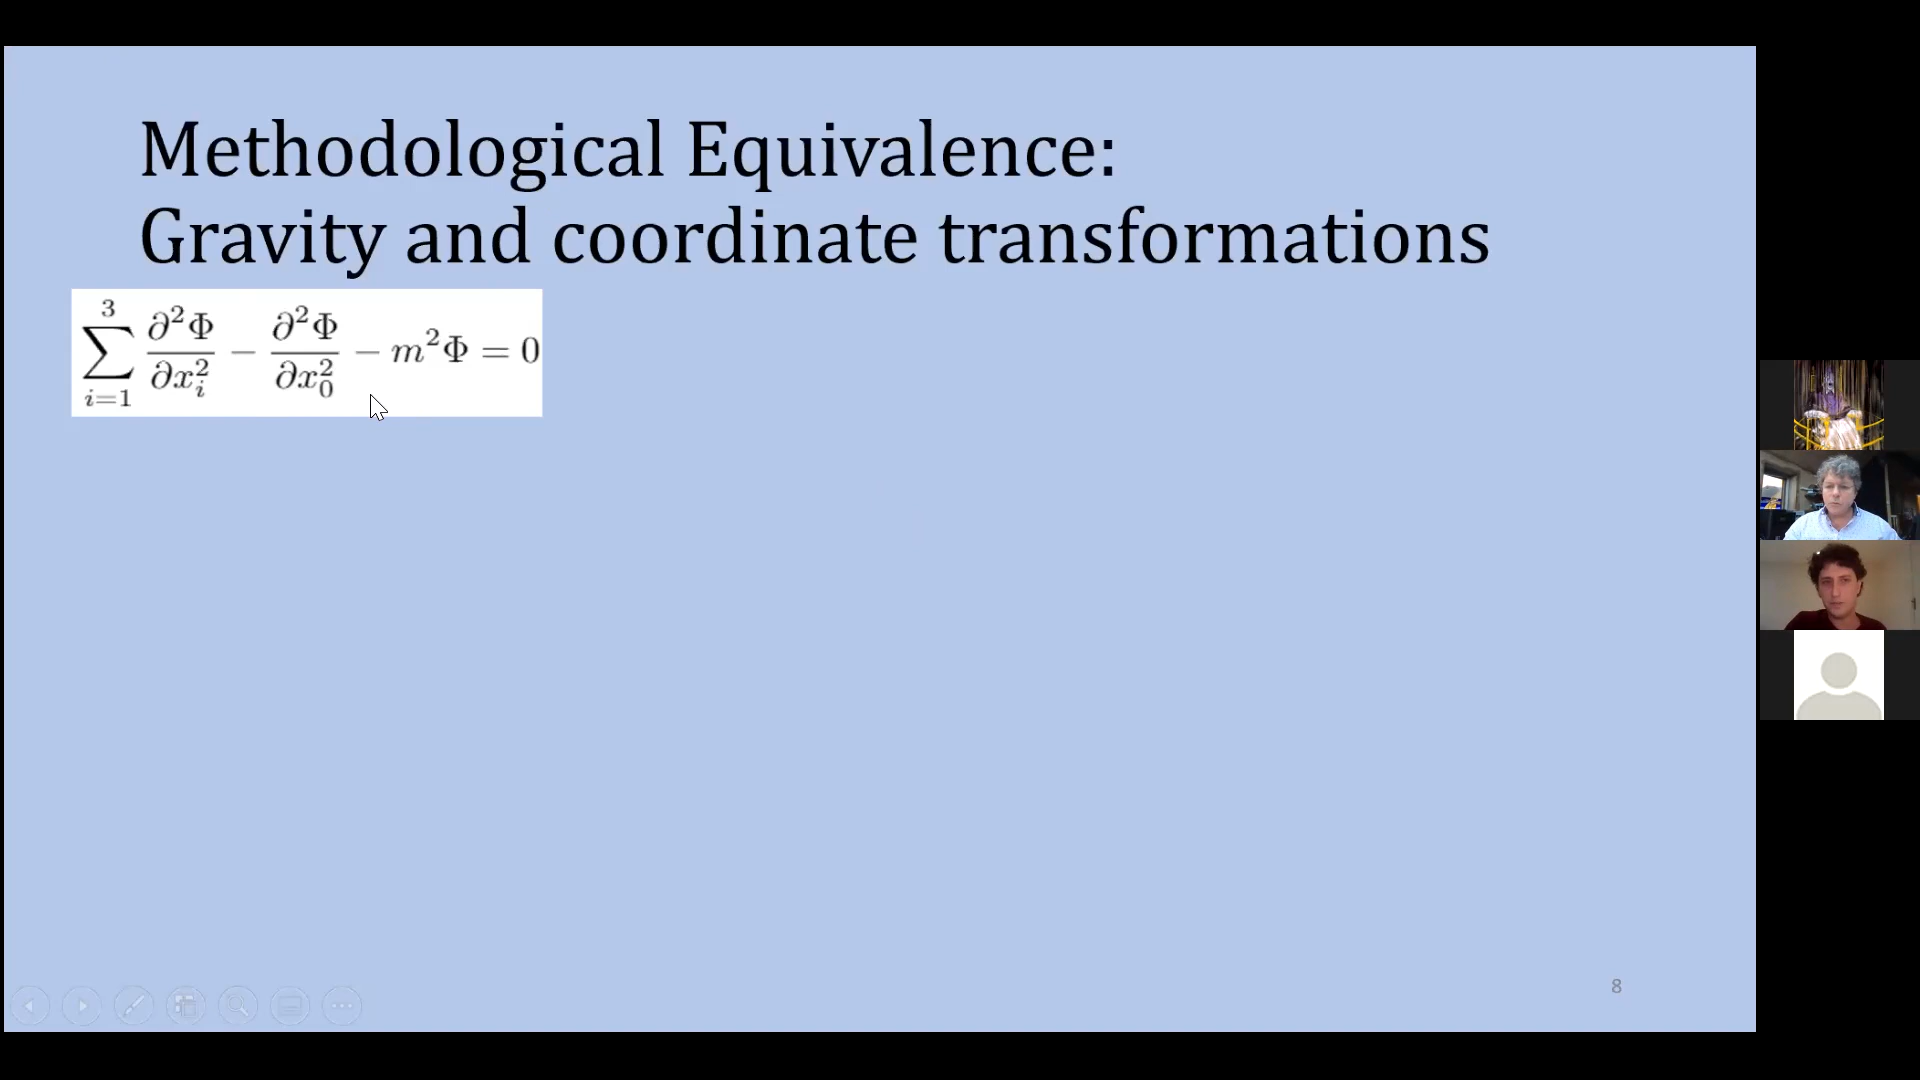 Methodological Equivalence:
Gravity and coordinate transformations
\sum_{i=1}^{3} \frac{\partial^2 \Phi}{\partial x_i^2} - \frac{\partial^2 \Phi}{\partial x_0^2} - m^2 \Phi = 0
8